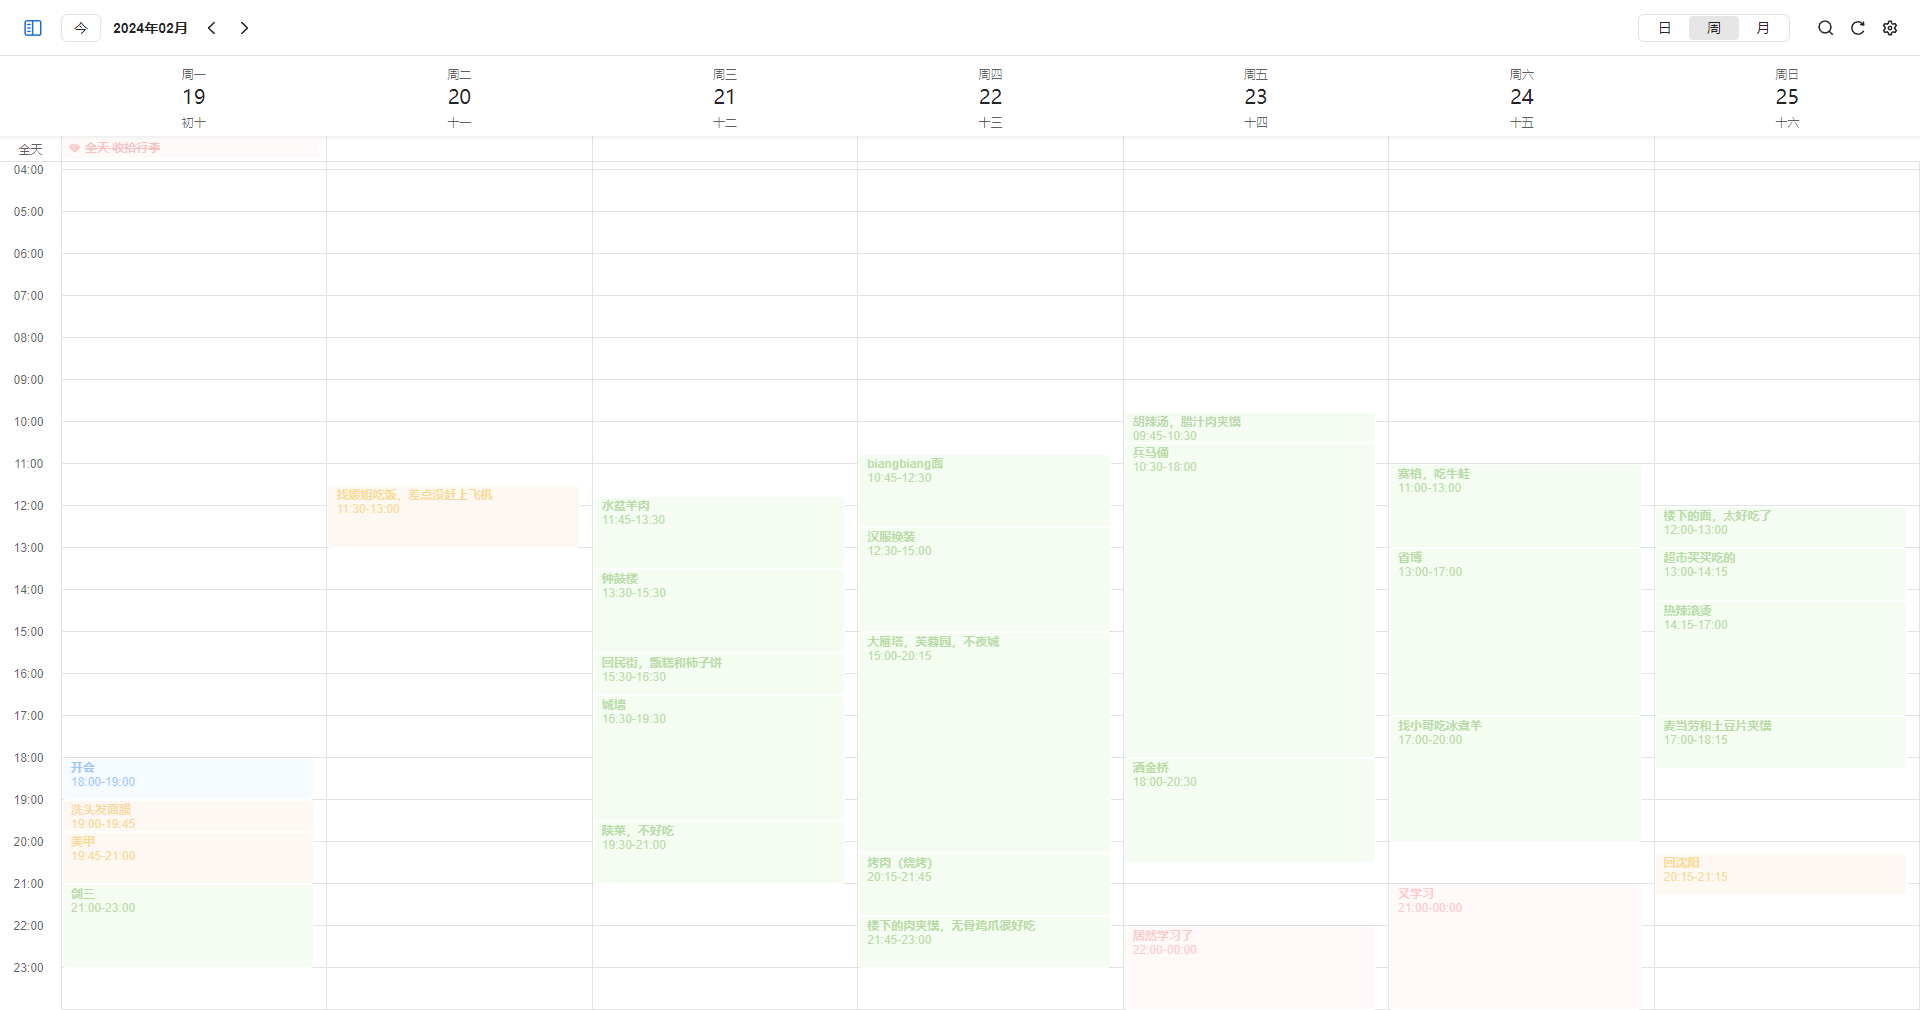 今
2024年02月
日
周
月
周一
19
初十
周二
20
十一
周三
21
十二
周四
22
十三
周五
23
十四
周六
24
十五
周日
25
十六
全天
全天 收拾行李
04:00
05:00
06:00
07:00
08:00
09:00
10:00
11:00
12:00
13:00
14:00
15:00
16:00
17:00
18:00
19:00
20:00
21:00
22:00
23:00
开会
18:00-19:00
洗头发面膜
19:00-19:45
美甲
19:45-21:00
剑三
21:00-23:00
找媛姐吃饭，差点没赶上飞机
11:30-13:00
水盆羊肉
11:45-13:30
钟鼓楼
13:30-15:30
回民街，甑糕和柿子饼
15:30-16:30
城墙
16:30-19:30
陕菜，不好吃
19:30-21:00
biangbiang面
10:45-12:30
汉服换装
12:30-15:00
大雁塔，芙蓉园，不夜城
15:00-20:15
烤肉（烧烤）
20:15-21:45
楼下的肉夹馍，无骨鸡爪很好吃
21:45-23:00
胡辣汤，腊汁肉夹馍
09:45-10:30
兵马俑
10:30-18:00
洒金桥
18:00-20:30
居然学习了
22:00-00:00
赛格，吃牛蛙
11:00-13:00
省博
13:00-17:00
找小哥吃冰煮羊
17:00-20:00
又学习
21:00-00:00
楼下的面，太好吃了
12:00-13:00
超市买买吃的
13:00-14:15
热辣滚烫
14:15-17:00
麦当劳和土豆片夹馍
17:00-18:15
回沈阳
20:15-21:15